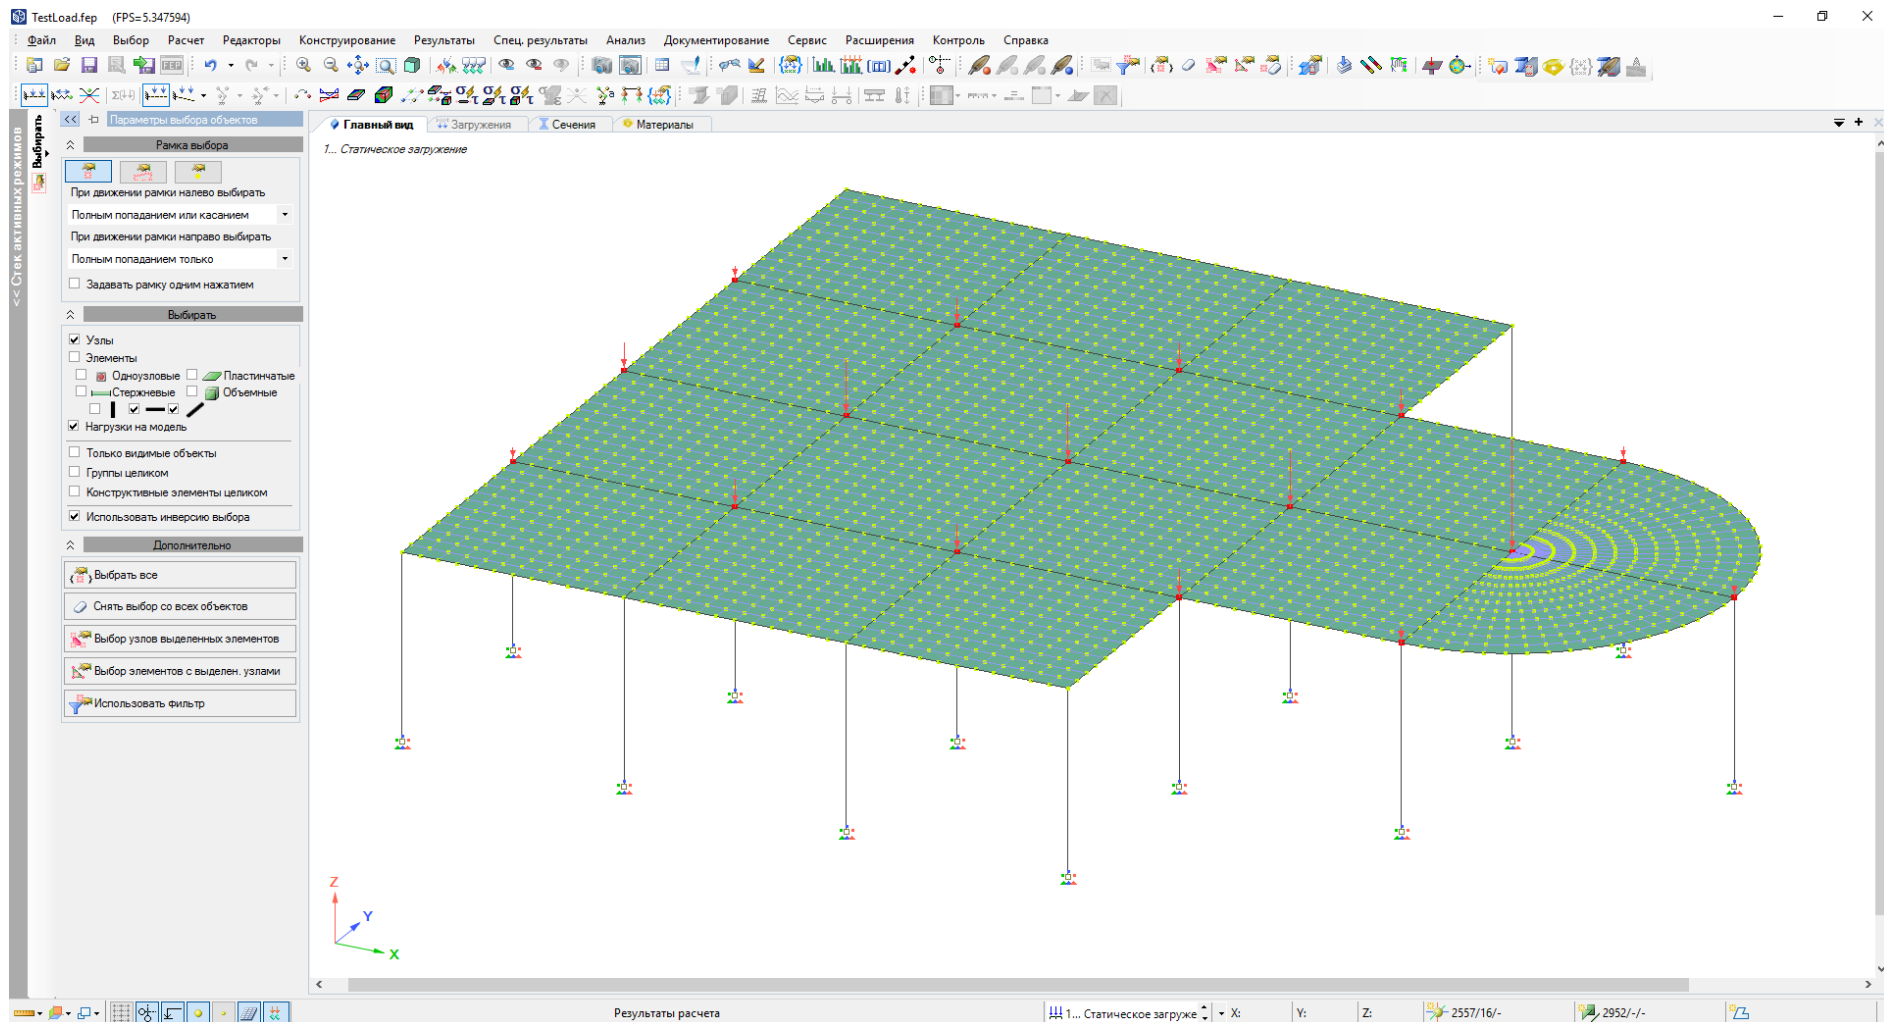 TestLoad.fep (FPS=5.347594)
Файл Вид Выбор Расчет Редакторы Конструирование Результаты Спец. результаты Анализ Документирование Сервис Расширения Контроль Справка
<< Стек активных режимов
Выбирать
<< Параметры выбора объектов
Главный вид Загружения Сечения Материалы
1... Статическое загружение
Рамка выбора
При движении рамки налево выбирать
Полным попаданием или касанием
При движении рамки направо выбирать
Полным попаданием только
Задавать рамку одним нажатием
Выбирать
Узлы
Элементы
Одноузловые Пластинчатые
Стержневые Объемные
Нагрузки на модель
Только видимые объекты
Группы целиком
Конструктивные элементы целиком
Использовать инверсию выбора
Дополнительно
Выбрать все
Снять выбор со всех объектов
Выбор узлов выделенных элементов
Выбор элементов с выделен. узлами
Использовать фильтр
Z
Y
X
Результаты расчета 1... Статическое загруже X: Y: Z: 2557/16/- 2952/-/-